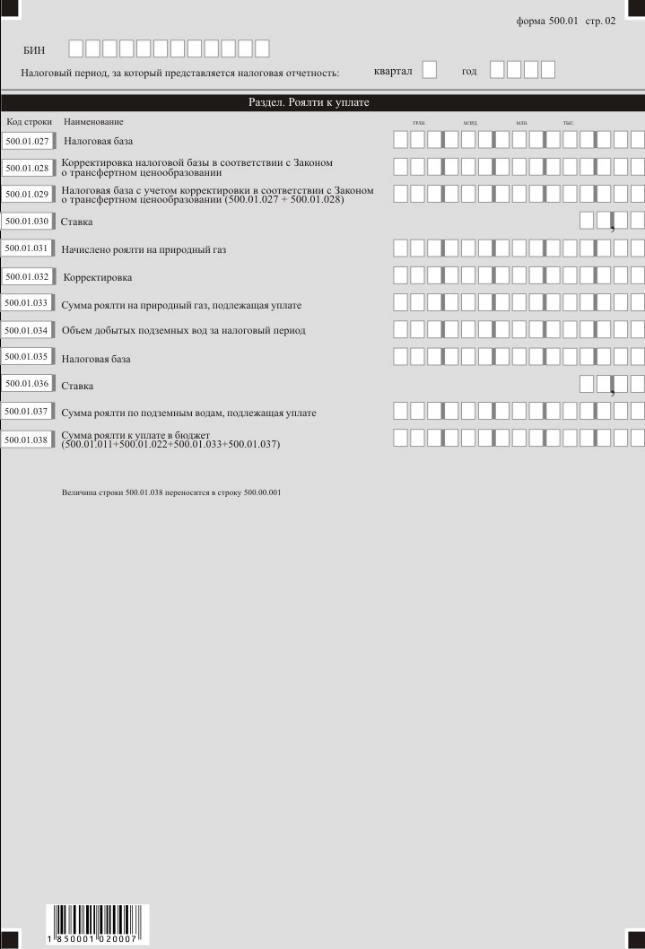 форма 500.01 стр. 02
БИН
Налоговый период, за который представляется налоговая отчетность: квартал год
Раздел. Роялти к уплате
Код строки Наименование трлн. млрд. млн. тыс.
500.01.027 Налоговая база
500.01.028 Корректировка налоговой базы в соответствии с Законом
о трансфертном ценообразовании
500.01.029 Налоговая база с учетом корректировки в соответствии с Законом
о трансфертном ценообразовании (500.01.027 + 500.01.028)
500.01.030 Ставка ,
500.01.031 Начислено роялти на природный газ
500.01.032 Корректировка
500.01.033 Сумма роялти на природный газ, подлежащая уплате
500.01.034 Объем добытых подземных вод за налоговый период
500.01.035 Налоговая база
500.01.036 Ставка ,
500.01.037 Сумма роялти по подземным водам, подлежащая уплате
500.01.038 Сумма роялти к уплате в бюджет
(500.01.011+500.01.022+500.01.033+500.01.037)
Величина строки 500.01.038 переносится в строку 500.00.001
1 850001 020007